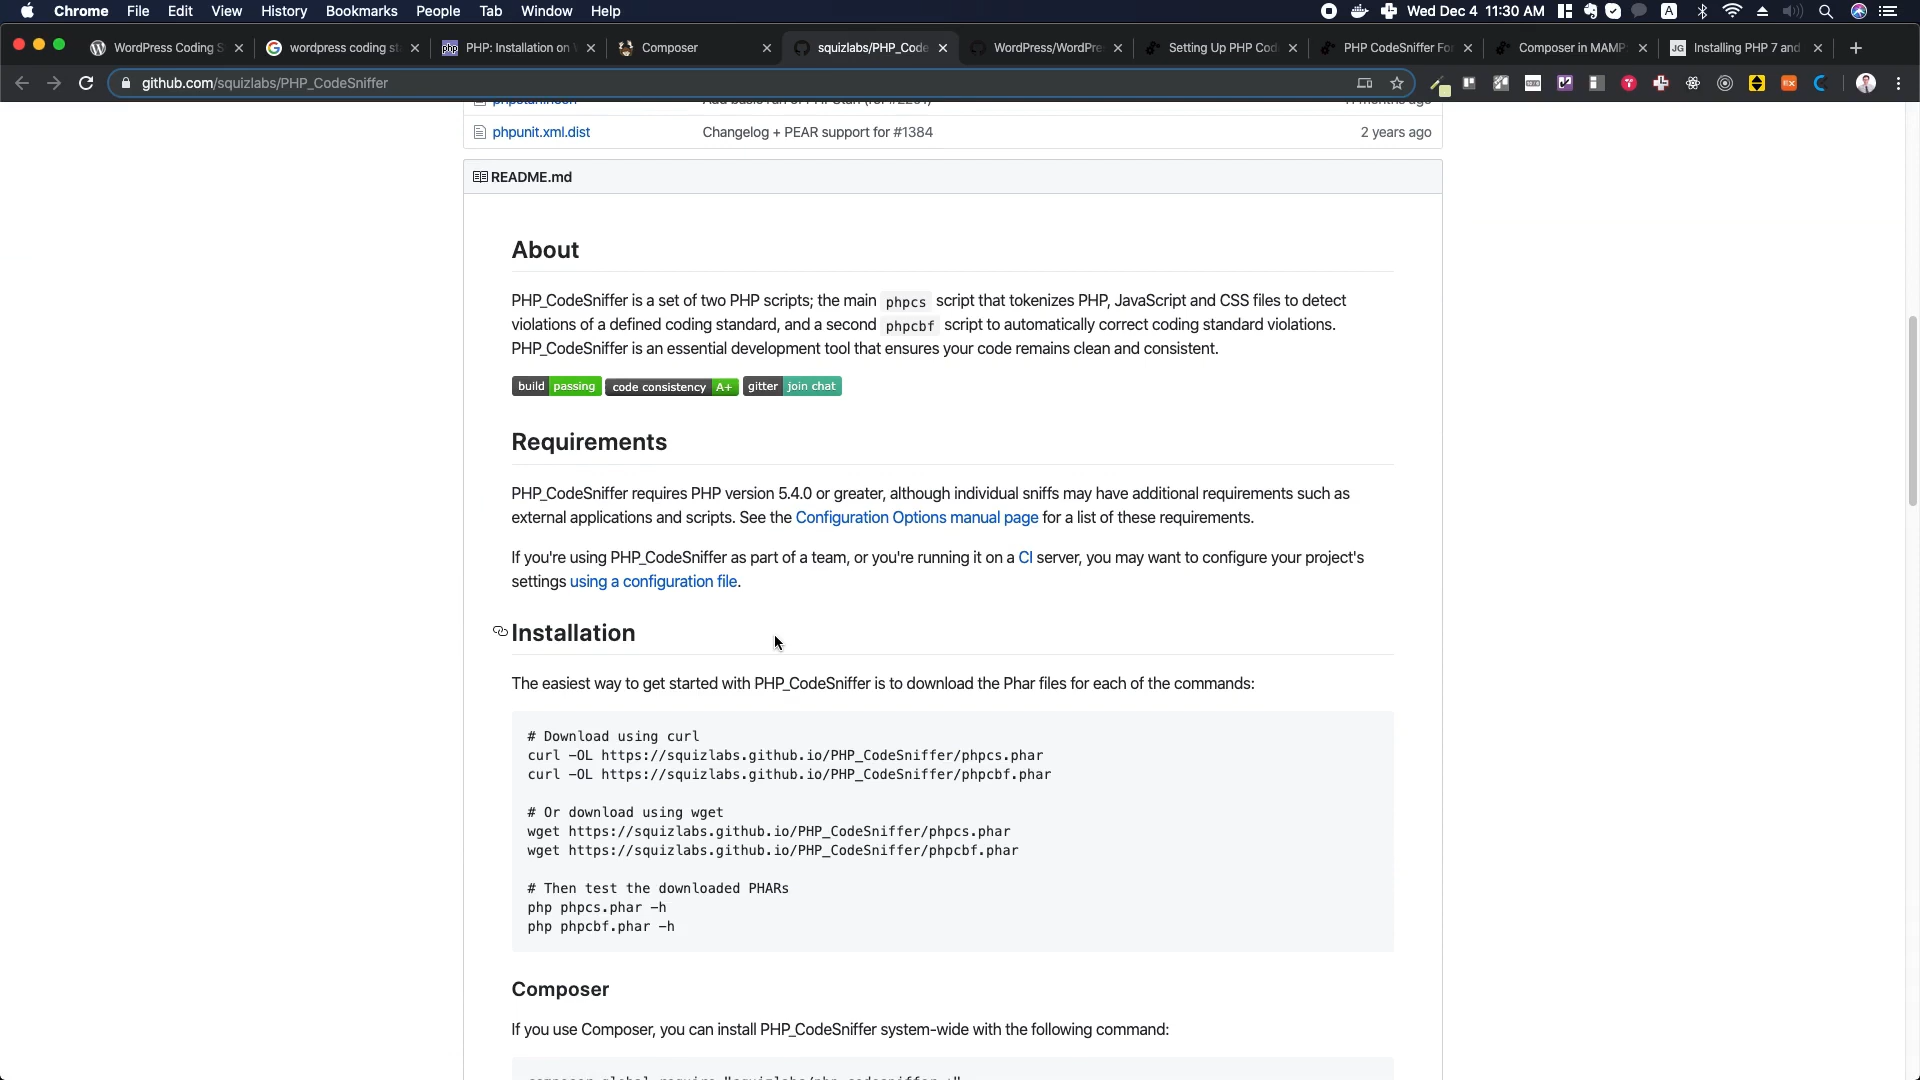 Chrome File Edit View History Bookmarks People Tab Window Help Wed Dec 4 11:30 AM A
WordPress Coding S wordpress coding st php PHP: Installation on Composer squizlabs/PHP_Code WordPress/WordPre Setting Up PHP Cod PHP CodeSniffer For Composer in MAMP JG Installing PHP 7 and
github.com/squizlabs/PHP_CodeSniffer
phpunit.xml.dist Changelog + PEAR support for #1384 2 years ago
README.md
About
PHP_CodeSniffer is a set of two PHP scripts; the main phpcs script that tokenizes PHP, JavaScript and CSS files to detect
violations of a defined coding standard, and a second phpcbf script to automatically correct coding standard violations.
PHP_CodeSniffer is an essential development tool that ensures your code remains clean and consistent.
build passing code consistency A+ gitter join chat
Requirements
PHP_CodeSniffer requires PHP version 5.4.0 or greater, although individual sniffs may have additional requirements such as
external applications and scripts. See the Configuration Options manual page for a list of these requirements.
If you're using PHP_CodeSniffer as part of a team, or you're running it on a CI server, you may want to configure your project's
settings using a configuration file.
Installation
The easiest way to get started with PHP_CodeSniffer is to download the Phar files for each of the commands:
# Download using curl
curl -OL https://squizlabs.github.io/PHP_CodeSniffer/phpcs.phar
curl -OL https://squizlabs.github.io/PHP_CodeSniffer/phpcbf.phar
# Or download using wget
wget https://squizlabs.github.io/PHP_CodeSniffer/phpcs.phar
wget https://squizlabs.github.io/PHP_CodeSniffer/phpcbf.phar
# Then test the downloaded PHARs
php phpcs.phar -h
php phpcbf.phar -h
Composer
If you use Composer, you can install PHP_CodeSniffer system-wide with the following command: